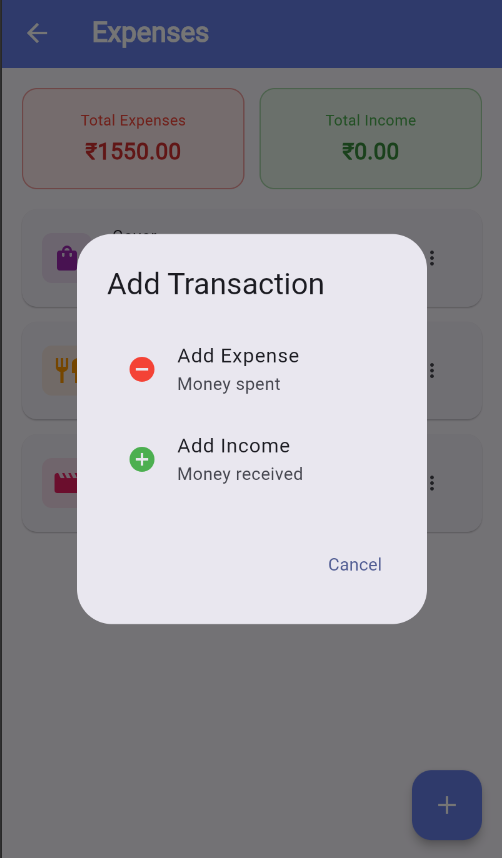 Expenses
Total Expenses
₹1550.00
Total Income
₹0.00
Add Transaction
Add Expense
Money spent
Add Income
Money received
Cancel